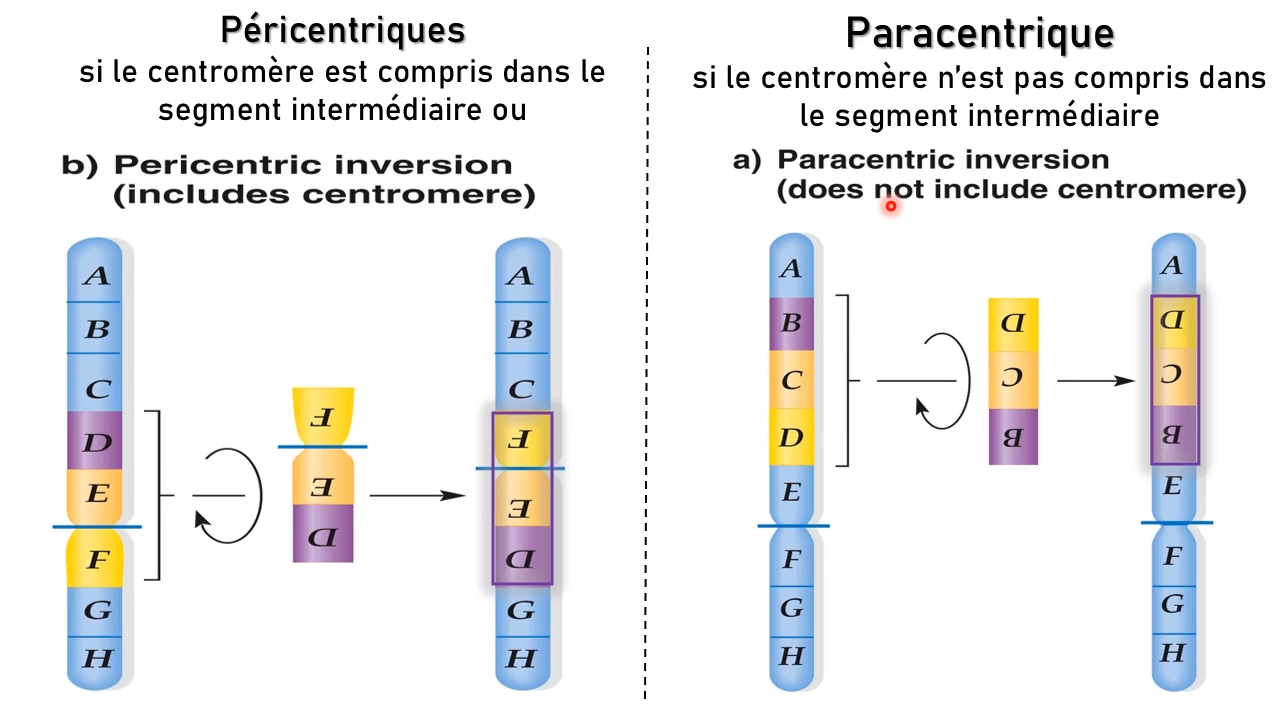 Péricentriques
si le centromère est compris dans le
segment intermédiaire ou
b) Pericentric inversion
(includes centromere)
A
B
C
D
E
F
G
H
F
E
D
A
B
C
F
E
D
G
H
Paracentrique
si le centromère n’est pas compris dans
le segment intermédiaire
a) Paracentric inversion
(does not include centromere)
A
B
C
D
E
F
G
H
D
C
B
A
D
C
B
E
F
G
H